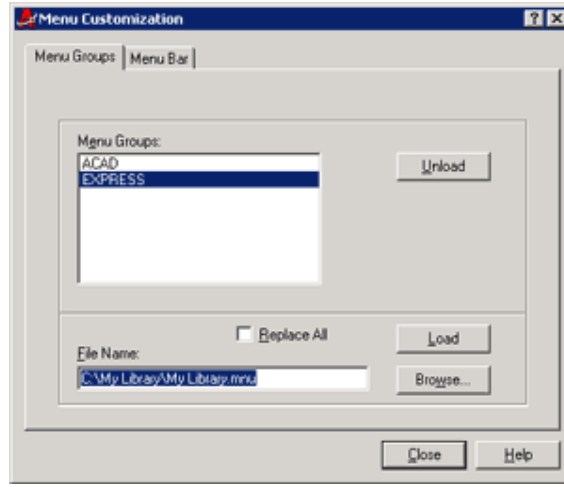 Menu Customization
Menu Groups Menu Bar
Menu Groups:
ACAD
EXPRESS
Unload
Replace All
Load
File Name:
C:\My Library\My Library.mnu
Browse...
Close Help